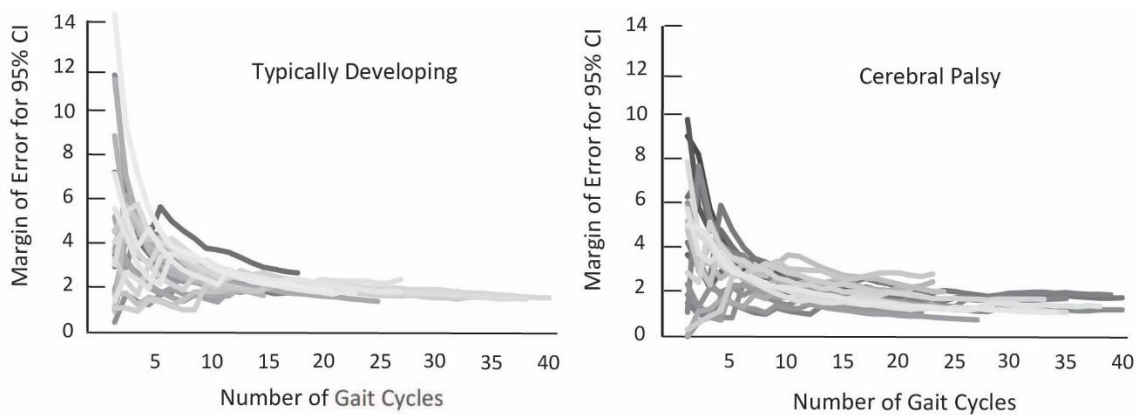 Margin of Error for 95% CI
14
12
10
8
6
4
2
0
Typically Developing
5 10 15 20 25 30 35 40
Number of Gait Cycles
Margin of Error for 95% CI
14
12
10
8
6
4
2
0
Cerebral Palsy
5 10 15 20 25 30 35 40
Number of Gait Cycles